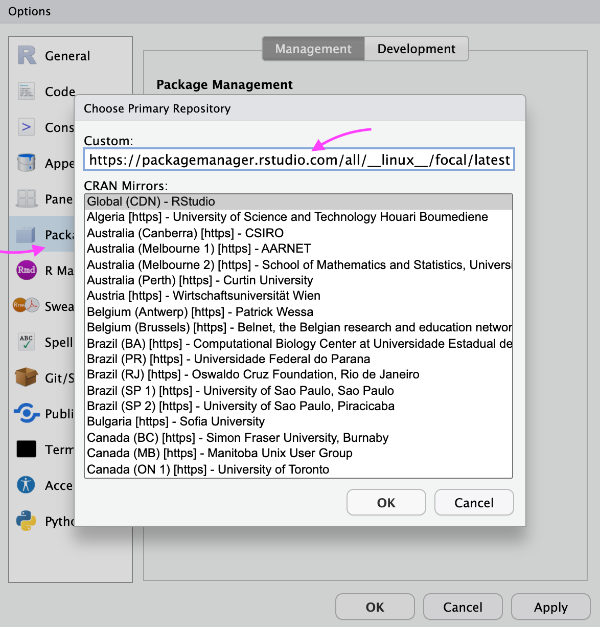 Options
General
Management
Development
Code
Package Management
Choose Primary Repository
Cons
Custom:
https://packagemanager.rstudio.com/all/__linux__/focal/latest
Appe
CRAN Mirrors:
Pane
Global (CDN) - RStudio
Algeria [https] - University of Science and Technology Houari Boumediene
Packa
Australia (Canberra) [https] - CSIRO
Australia (Melbourne 1) [https] - AARNET
Australia (Melbourne 2) [https] - School of Mathematics and Statistics, Universi
Rmd
R Ma
Australia (Perth) [https] - Curtin University
Austria [https] - Wirtschaftsuniversität Wien
Swea
Belgium (Antwerp) [https] - Patrick Wessa
Belgium (Brussels) [https] - Belnet, the Belgian research and education networ
ABC
Spell
Brazil (BA) [https] - Computational Biology Center at Universidade Estadual de
Brazil (PR) [https] - Universidade Federal do Parana
Git/S
Brazil (RJ) [https] - Oswaldo Cruz Foundation, Rio de Janeiro
Brazil (SP 1) [https] - University of Sao Paulo, Sao Paulo
Brazil (SP 2) [https] - University of Sao Paulo, Piracicaba
Publi
Bulgaria [https] - Sofia University
Canada (BC) [https] - Simon Fraser University, Burnaby
Term
Canada (MB) [https] - Manitoba Unix User Group
Canada (ON 1) [https] - University of Toronto
Acce
OK
Cancel
Pytho
OK
Cancel
Apply